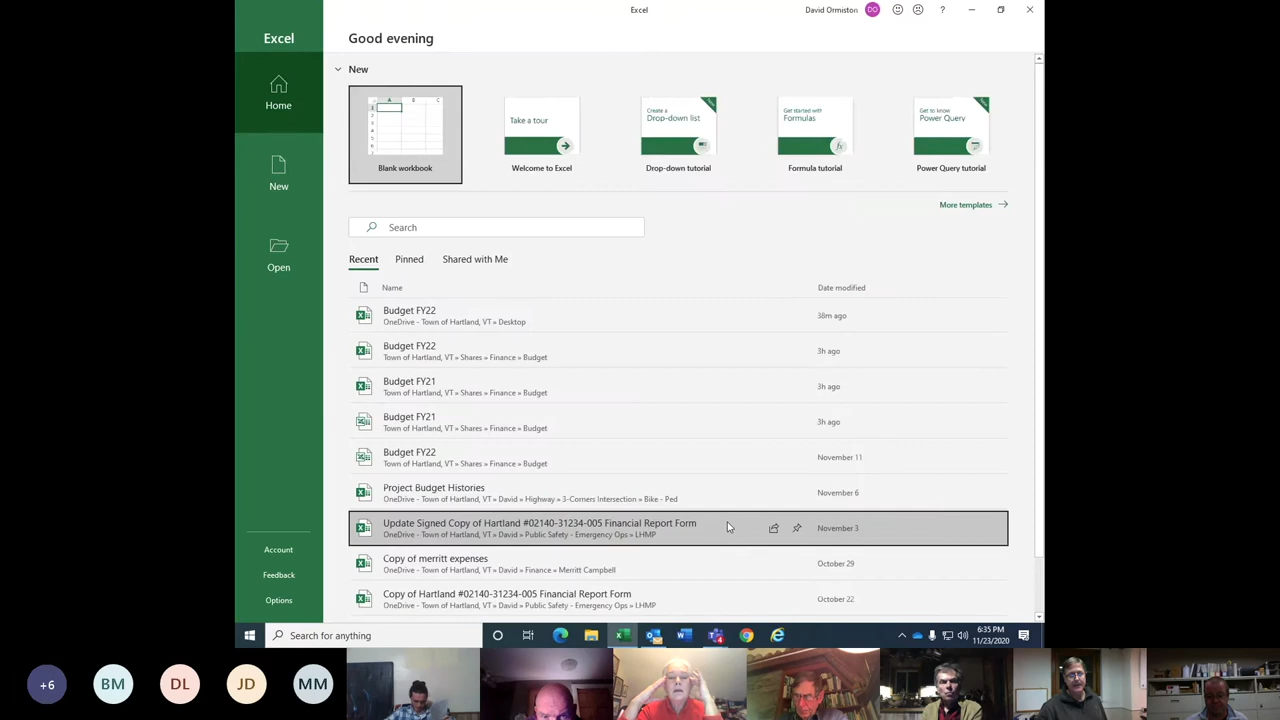 Excel
David Ormiston
DO
?
Excel
Good evening
Home
New
Open
Account
Feedback
Options
New
A B C
1
2
3
4
5
6
7
Take a tour
Create a
Drop-down list
Get started with
Formulas
fx
Get to know
Power Query
Blank workbook
Welcome to Excel
Drop-down tutorial
Formula tutorial
Power Query tutorial
More templates
Search
Recent
Pinned
Shared with Me
Name
Date modified
Budget FY22
OneDrive - Town of Hartland, VT » Desktop
38m ago
Budget FY22
Town of Hartland, VT » Shares » Finance » Budget
3h ago
Budget FY21
Town of Hartland, VT » Shares » Finance » Budget
3h ago
Budget FY21
Town of Hartland, VT » Shares » Finance » Budget
3h ago
Budget FY22
Town of Hartland, VT » Shares » Finance » Budget
November 11
Project Budget Histories
OneDrive - Town of Hartland, VT » David » Highway » 3-Corners Intersection » Bike - Ped
November 6
Update Signed Copy of Hartland #02140-31234-005 Financial Report Form
OneDrive - Town of Hartland, VT » David » Public Safety - Emergency Ops » LHMP
November 3
Copy of merritt expenses
OneDrive - Town of Hartland, VT » David » Finance » Merritt Campbell
October 29
Copy of Hartland #02140-31234-005 Financial Report Form
OneDrive - Town of Hartland, VT » David » Public Safety - Emergency Ops » LHMP
October 22
Search for anything
6:35 PM
11/23/2020
+6
BM
DL
JD
MM